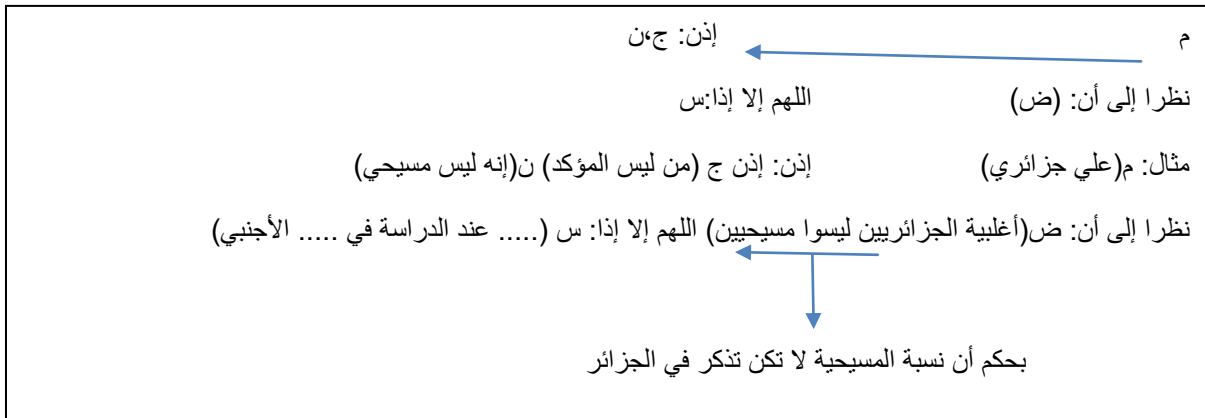 م إذن: ج،ن
نظرا إلى أن: (ض) اللهم إلا إذا:س
مثال: م(علي جزائري) إذن: إذن ج (من ليس المؤكد) ن(إنه ليس مسيحي)
نظرا إلى أن: ض(أغلبية الجزائريين ليسوا مسيحيين) اللهم إلا إذا: س (..... عند الدراسة في ..... الأجنبي)
بحكم أن نسبة المسيحية لا تكن تذكر في الجزائر